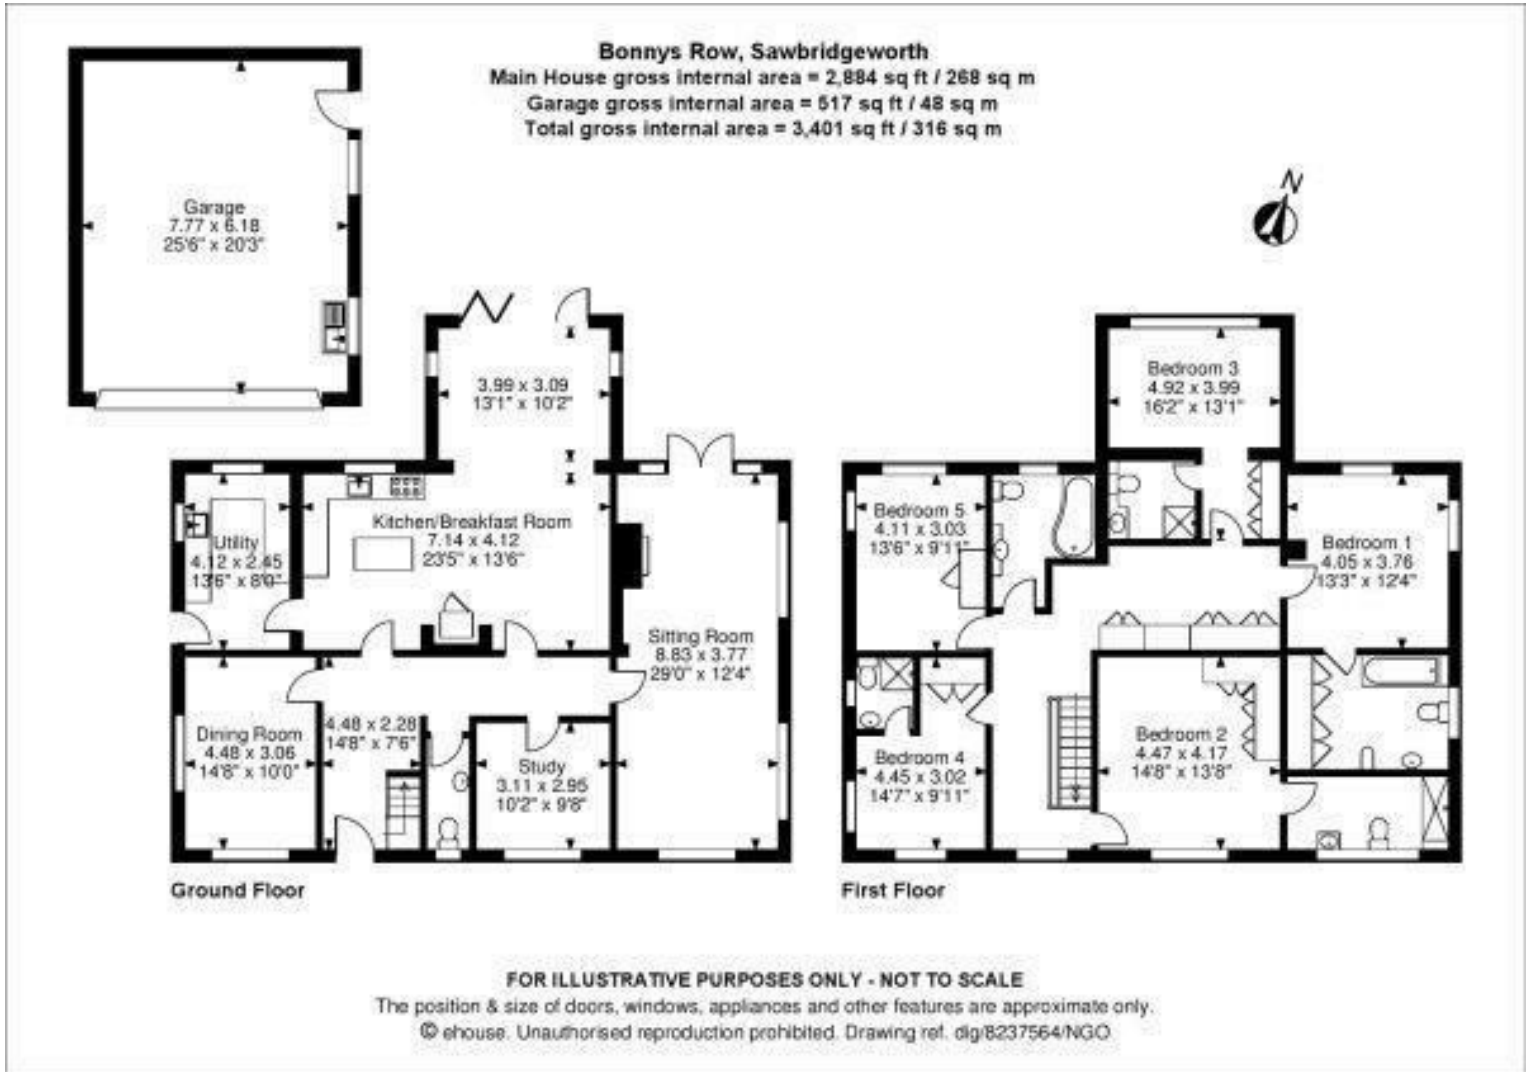 Bonnys Row, Sawbridgeworth
Main House gross internal area = 2,884 sq ft / 268 sq m
Garage gross internal area = 517 sq ft / 48 sq m
Total gross internal area = 3,401 sq ft / 316 sq m
N
Garage
7.77 x 6.18
25'6" x 20'3"
3.99 x 3.09
13'1" x 10'2"
Kitchen/Breakfast Room
7.14 x 4.12
23'5" x 13'6"
Utility
4.12 x 2.45
13'6" x 8'0"
Sitting Room
8.83 x 3.77
29'0" x 12'4"
Dining Room
4.48 x 3.06
14'8" x 10'0"
4.48 x 2.28
14'8" x 7'6"
Study
3.11 x 2.95
10'2" x 9'8"
Ground Floor
Bedroom 3
4.92 x 3.99
16'2" x 13'1"
Bedroom 5
4.11 x 3.03
13'6" x 9'11"
Bedroom 1
4.05 x 3.76
13'3" x 12'4"
Bedroom 4
4.45 x 3.02
14'7" x 9'11"
Bedroom 2
4.47 x 4.17
14'8" x 13'8"
First Floor
FOR ILLUSTRATIVE PURPOSES ONLY - NOT TO SCALE
The position & size of doors, windows, appliances and other features are approximate only.
© ehouse. Unauthorised reproduction prohibited. Drawing ref. dig/8237564/NGO